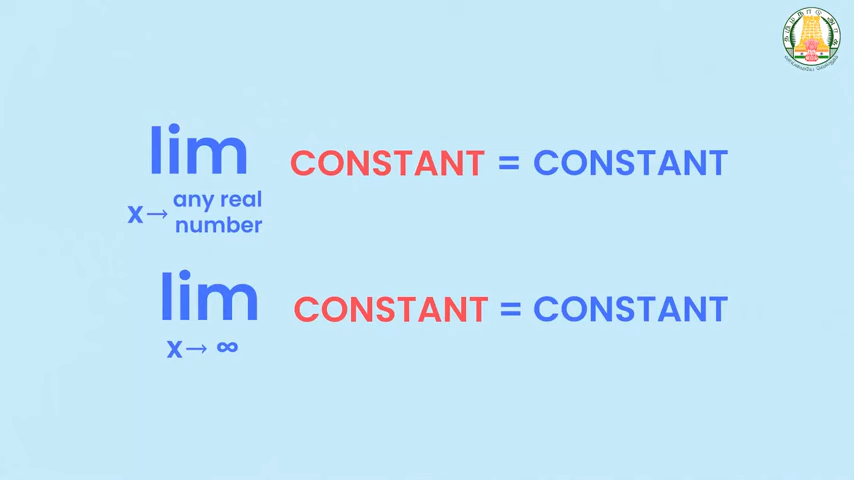 lim CONSTANT = CONSTANT
x→ any real
number
lim CONSTANT = CONSTANT
x→ ∞